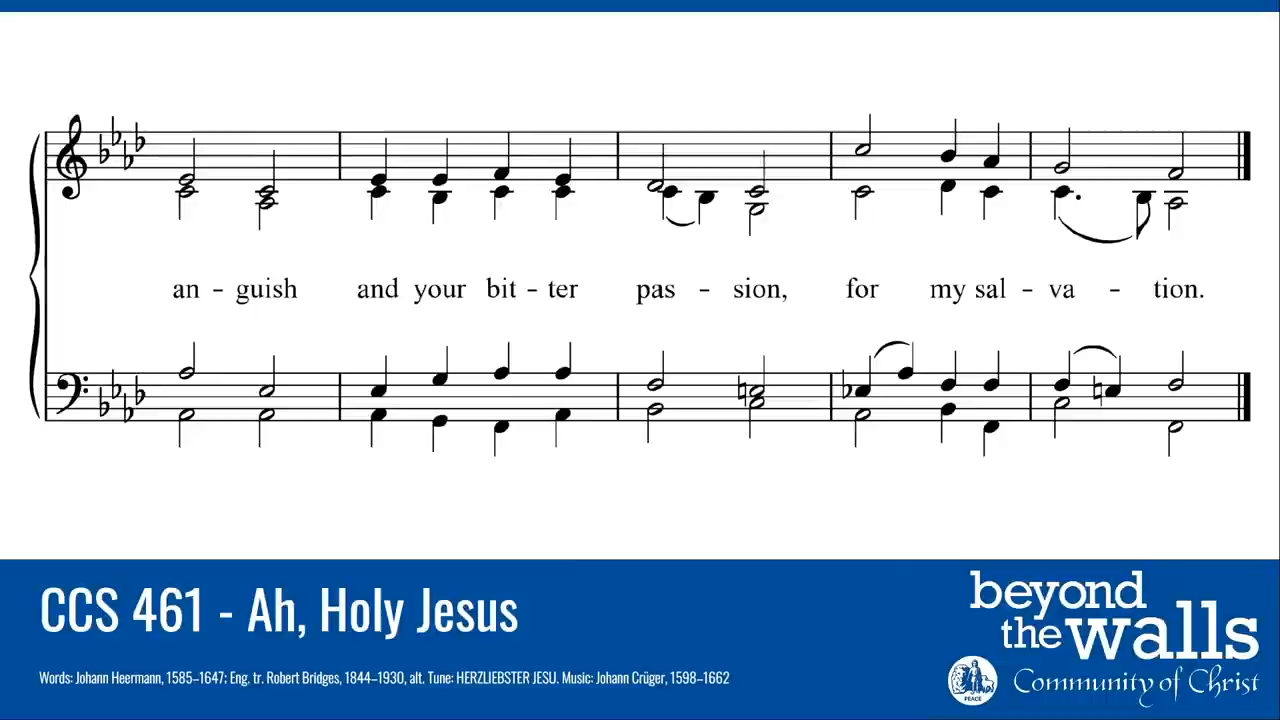 an - guish and your bit - ter pas - sion, for my sal - va - tion.
CCS 461 - Ah, Holy Jesus
Words: Johann Heermann, 1585–1647; Eng. tr. Robert Bridges, 1844–1930, alt. Tune: HERZLIEBSTER JESU. Music: Johann Crüger, 1598–1662
beyond
the walls
PEACE
Community of Christ